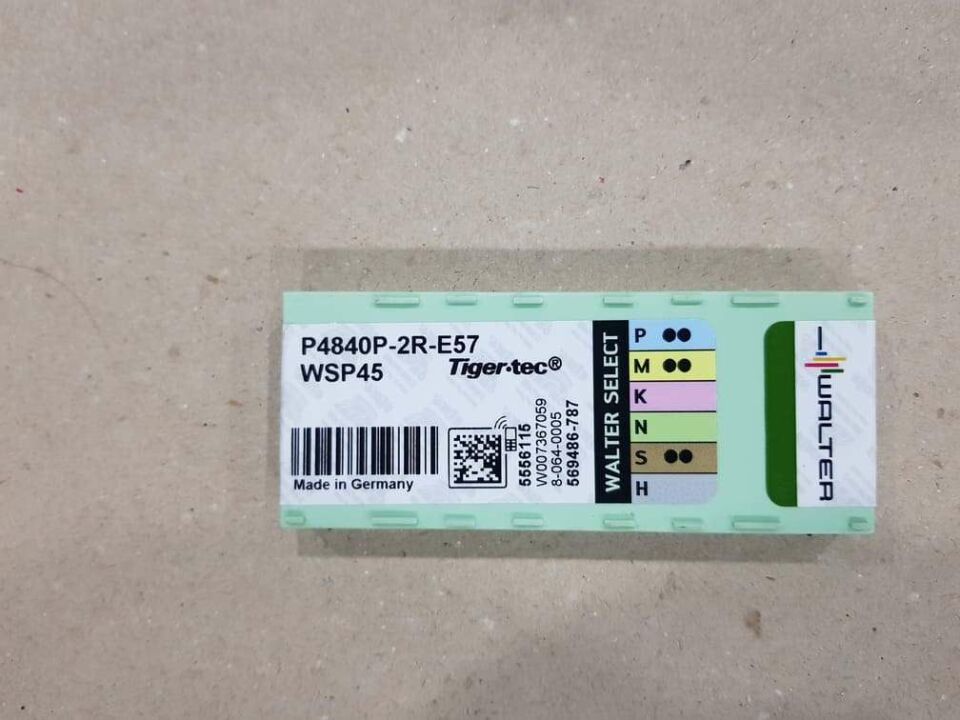 P4840P-2R-E57
WSP45
Tiger·tec®
Made in Germany
5556115
W007367059
8-064-0005
569486-787
WALTER SELECT
P
M
K
N
S
H
WALTER